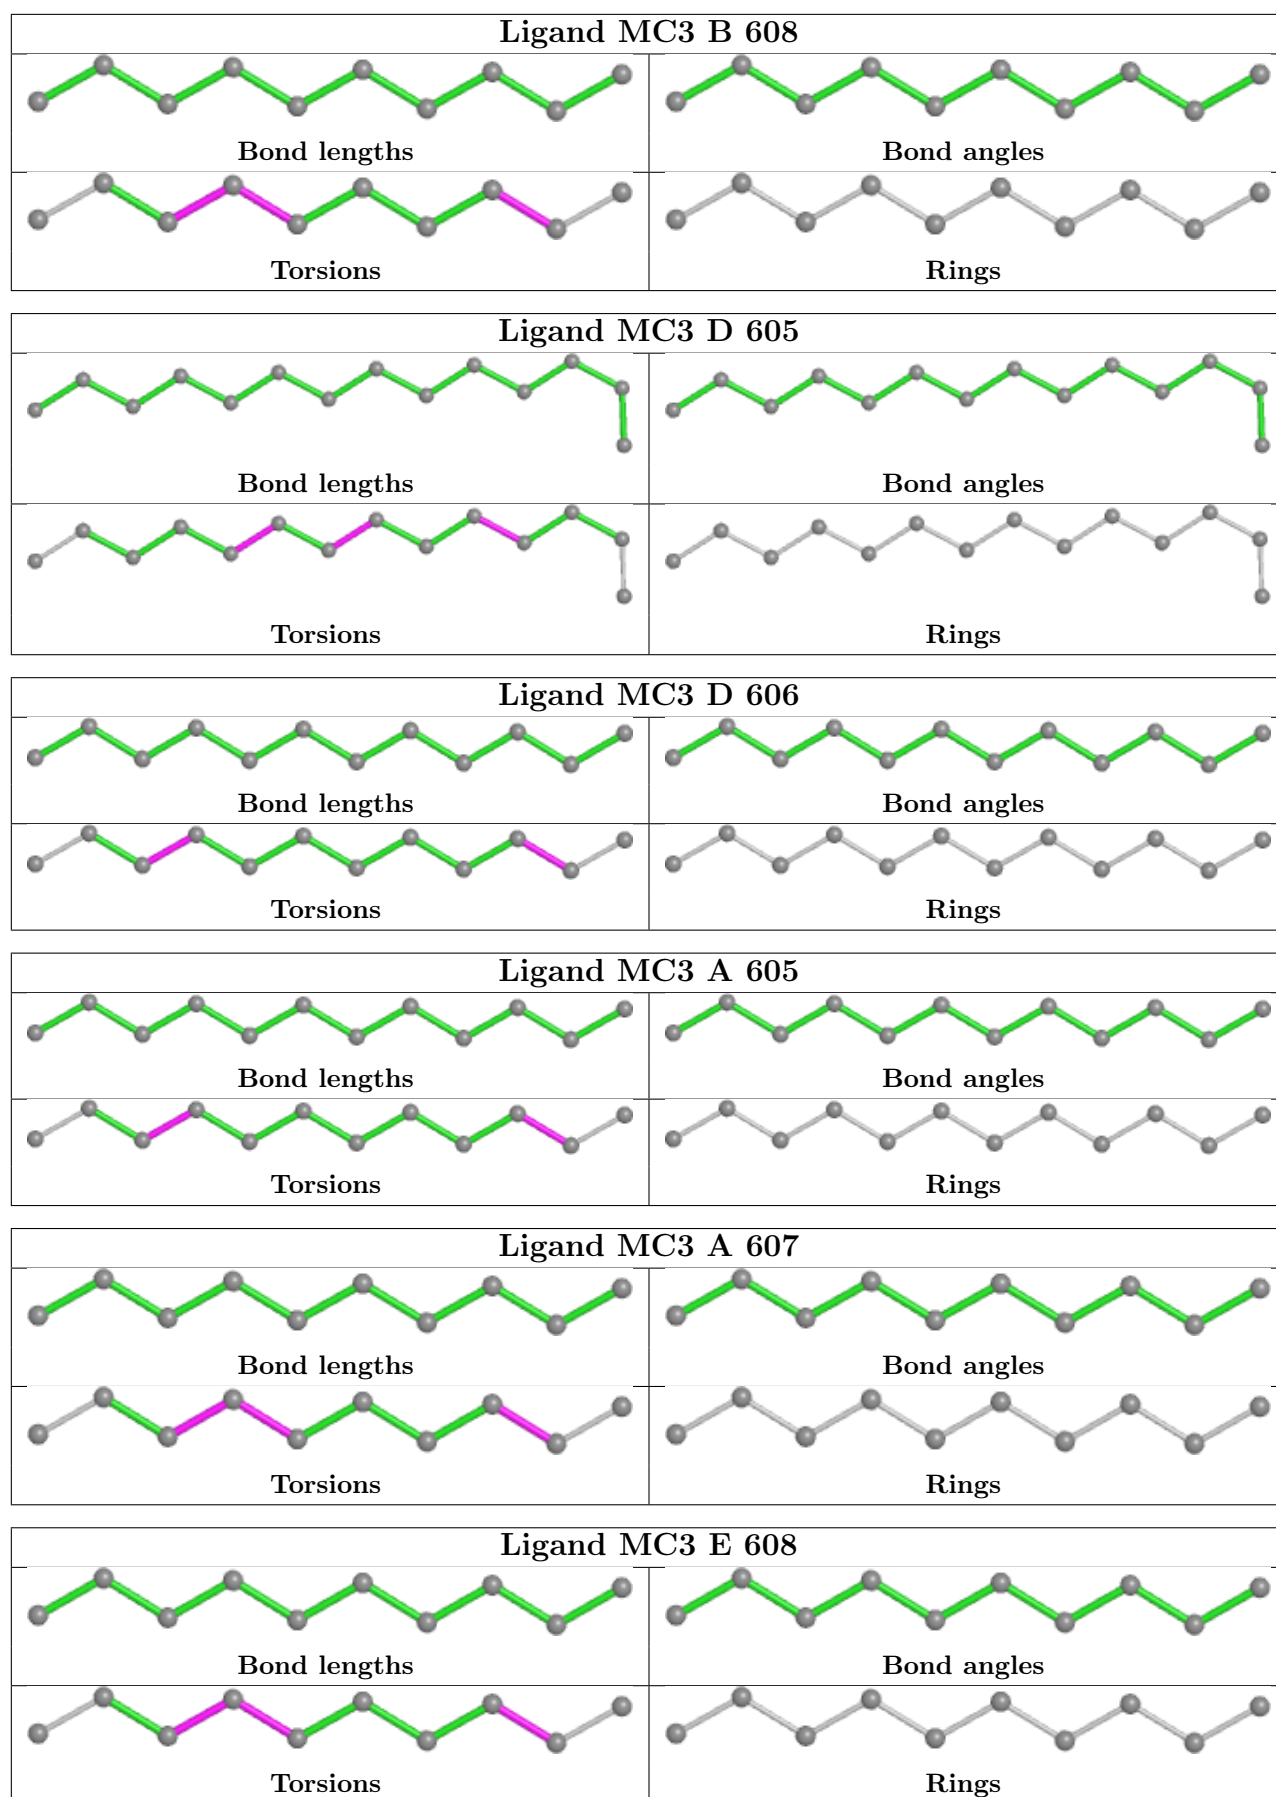 Ligand MC3 B 608
Bond lengths Bond angles
Torsions Rings
Ligand MC3 D 605
Bond lengths Bond angles
Torsions Rings
Ligand MC3 D 606
Bond lengths Bond angles
Torsions Rings
Ligand MC3 A 605
Bond lengths Bond angles
Torsions Rings
Ligand MC3 A 607
Bond lengths Bond angles
Torsions Rings
Ligand MC3 E 608
Bond lengths Bond angles
Torsions Rings